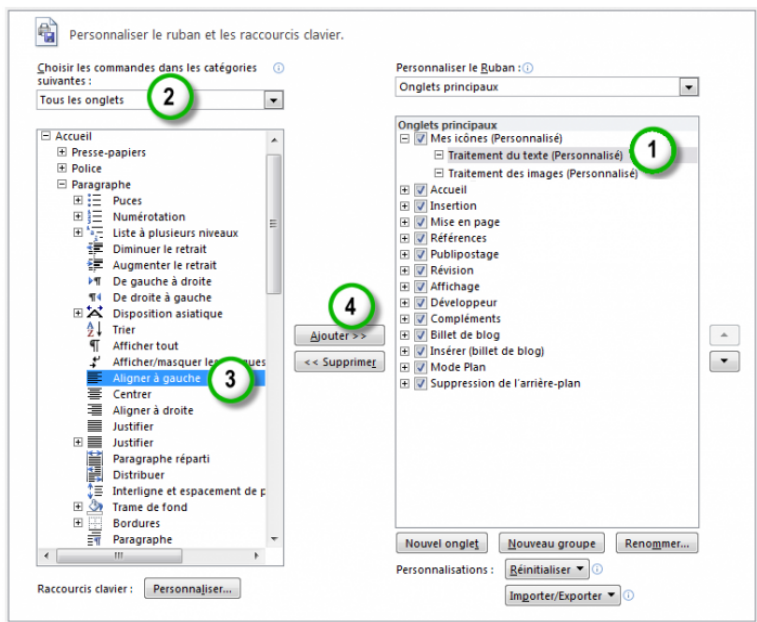 Personnaliser le ruban et les raccourcis clavier.
Choisir les commandes dans les catégories
suivantes :
Tous les onglets
2
Accueil
Presse-papiers
Police
Paragraphe
Puces
Numérotation
Liste à plusieurs niveaux
Diminuer le retrait
Augmenter le retrait
De gauche à droite
De droite à gauche
Disposition asiatique
Trier
Afficher tout
Afficher/masquer les
Aligner à gauche
3
Centrer
Aligner à droite
Justifier
Justifier
Paragraphe réparti
Distribuer
Interligne et espacement de p
Trame de fond
Bordures
Paragraphe
Raccourcis clavier :
Personnaliser...
4
Ajouter >>
<< Supprimer
Personnaliser le Ruban :
Onglets principaux
Onglets principaux
Mes icônes (Personnalisé)
1
Traitement du texte (Personnalisé)
Traitement des images (Personnalisé)
Accueil
Insertion
Mise en page
Références
Publipostage
Révision
Affichage
Développeur
Compléments
Billet de blog
Insérer (billet de blog)
Mode Plan
Suppression de l'arrière-plan
Nouvel onglet Nouveau groupe Renommer...
Personnalisations : Réinitialiser
Importer/Exporter